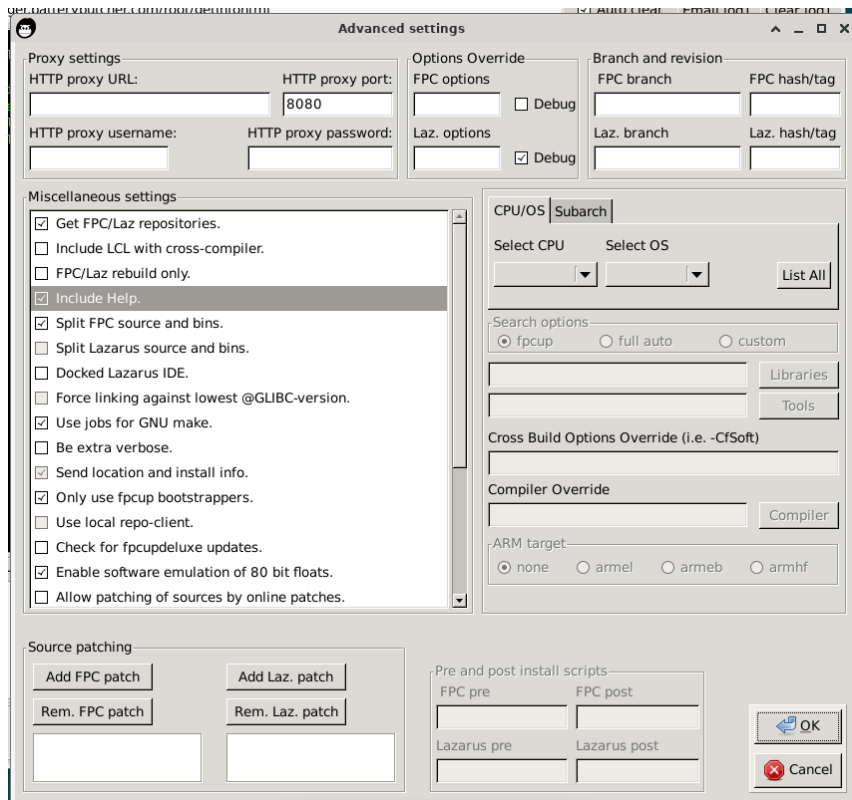 Auto clear Email log! Clear log!
Advanced settings
Proxy settings
HTTP proxy URL: HTTP proxy port:
8080
HTTP proxy username: HTTP proxy password:
Options Override
FPC options
Debug
Laz. options
Debug
Branch and revision
FPC branch FPC hash/tag
Laz. branch Laz. hash/tag
Miscellaneous settings
Get FPC/Laz repositories.
Include LCL with cross-compiler.
FPC/Laz rebuild only.
Include Help.
Split FPC source and bins.
Split Lazarus source and bins.
Docked Lazarus IDE.
Force linking against lowest @GLIBC-version.
Use jobs for GNU make.
Be extra verbose.
Send location and install info.
Only use fpcup bootstrappers.
Use local repo-client.
Check for fpcupdeluxe updates.
Enable software emulation of 80 bit floats.
Allow patching of sources by online patches.
CPU/OS Subarch
Select CPU Select OS
List All
Search options
fpcup full auto custom
Libraries
Tools
Cross Build Options Override (i.e. -CfSoft)
Compiler Override
Compiler
ARM target
none armel armeb armhf
Source patching
Add FPC patch Add Laz. patch
Rem. FPC patch Rem. Laz. patch
Pre and post install scripts
FPC pre FPC post
Lazarus pre Lazarus post
OK
Cancel